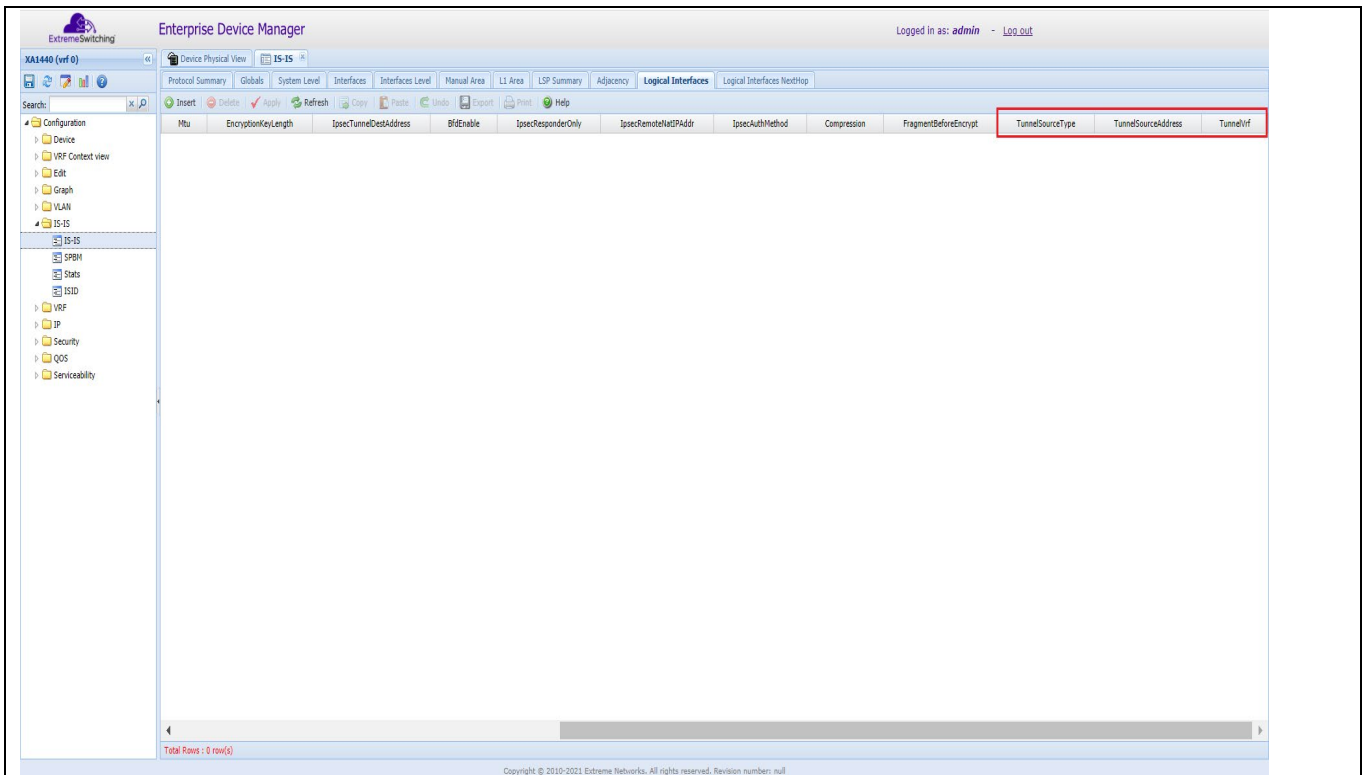 ExtremeSwitching
Enterprise Device Manager
Logged in as: admin - Log out
XA1440 (vrf 0)
Device Physical View
IS-IS
Protocol Summary Globals System Level Interfaces Interfaces Level Manual Area L1 Area LSP Summary Adjacency Logical Interfaces Logical Interfaces NextHop
Search:
Insert Delete Apply Refresh Copy Paste Undo Export Print Help
Mtu EncryptionKeyLength IpsecTunnelDestAddress BfdEnable IpsecResponderOnly IpsecRemoteNatIPAddr IpsecAuthMethod Compression FragmentBeforeEncrypt TunnelSourceType TunnelSourceAddress TunnelVrf
Configuration
Device
VRF Context view
Edit
Graph
VLAN
IS-IS
IS-IS
SPBM
Stats
ISID
VRF
IP
Security
QOS
Serviceability
Total Rows : 0 row(s)
Copyright © 2010-2021 Extreme Networks. All rights reserved. Revision number: null